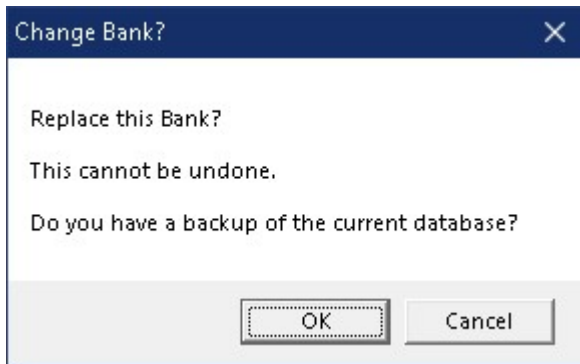 Change Bank?
Replace this Bank?
This cannot be undone.
Do you have a backup of the current database?
OK Cancel